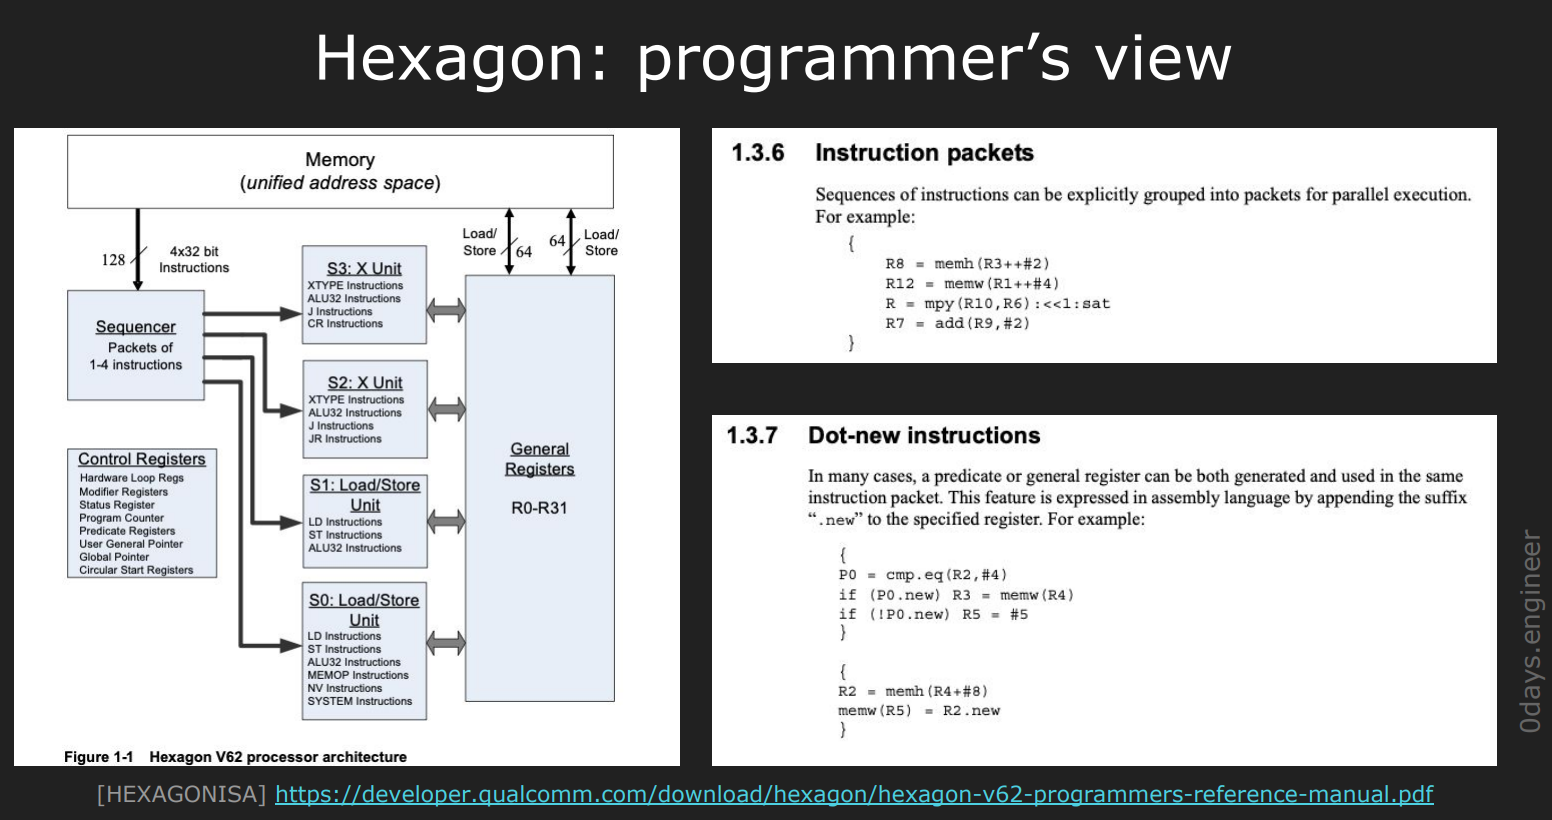 Hexagon: programmer’s view
Memory
(unified address space)
128
4x32 bit
Instructions
Load/
Store
64
64
Load/
Store
Sequencer
Packets of
1-4 instructions
S3: X Unit
XTYPE Instructions
ALU32 Instructions
J Instructions
CR Instructions
S2: X Unit
XTYPE Instructions
ALU32 Instructions
J Instructions
JR Instructions
Control Registers
Hardware Loop Regs
Modifier Registers
Status Register
Program Counter
Predicate Registers
User General Pointer
Global Pointer
Circular Start Registers
S1: Load/Store
Unit
LD Instructions
ST Instructions
ALU32 Instructions
S0: Load/Store
Unit
LD Instructions
ST Instructions
ALU32 Instructions
MEMOP Instructions
NV Instructions
SYSTEM Instructions
General
Registers
R0-R31
Figure 1-1 Hexagon V62 processor architecture
1.3.6 Instruction packets
Sequences of instructions can be explicitly grouped into packets for parallel execution.
For example:
{
R8 = memh(R3++#2)
R12 = memw(R1++#4)
R = mpy(R10,R6):<<1:sat
R7 = add(R9,#2)
}
1.3.7 Dot-new instructions
In many cases, a predicate or general register can be both generated and used in the same
instruction packet. This feature is expressed in assembly language by appending the suffix
“.new” to the specified register. For example:
{
P0 = cmp.eq(R2,#4)
if (P0.new) R3 = memw(R4)
if (!P0.new) R5 = #5
}
{
R2 = memh(R4+#8)
memw(R5) = R2.new
}
0days.engineer
[HEXAGONISA] https://developer.qualcomm.com/download/hexagon/hexagon-v62-programmers-reference-manual.pdf